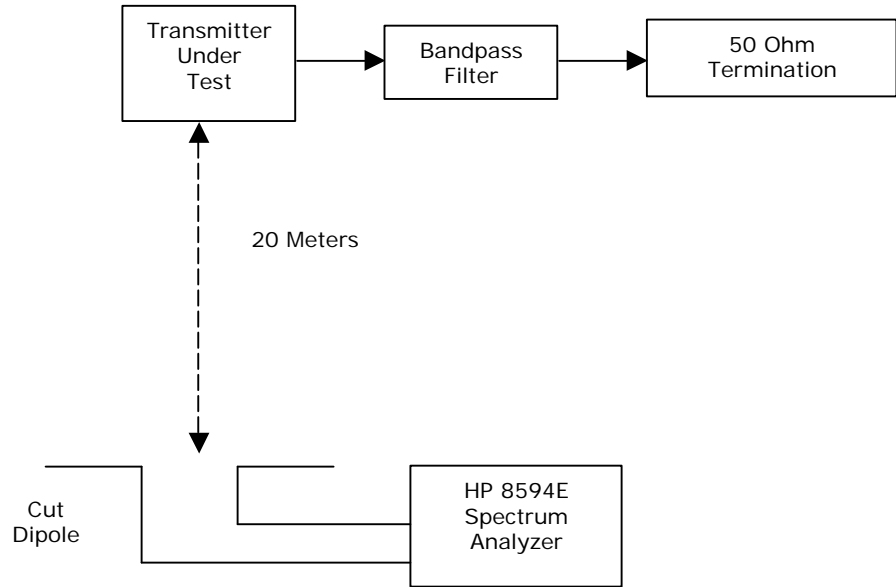 Transmitter
Under
Test
Bandpass
Filter
50 Ohm
Termination
20 Meters
Cut
Dipole
HP 8594E
Spectrum
Analyzer